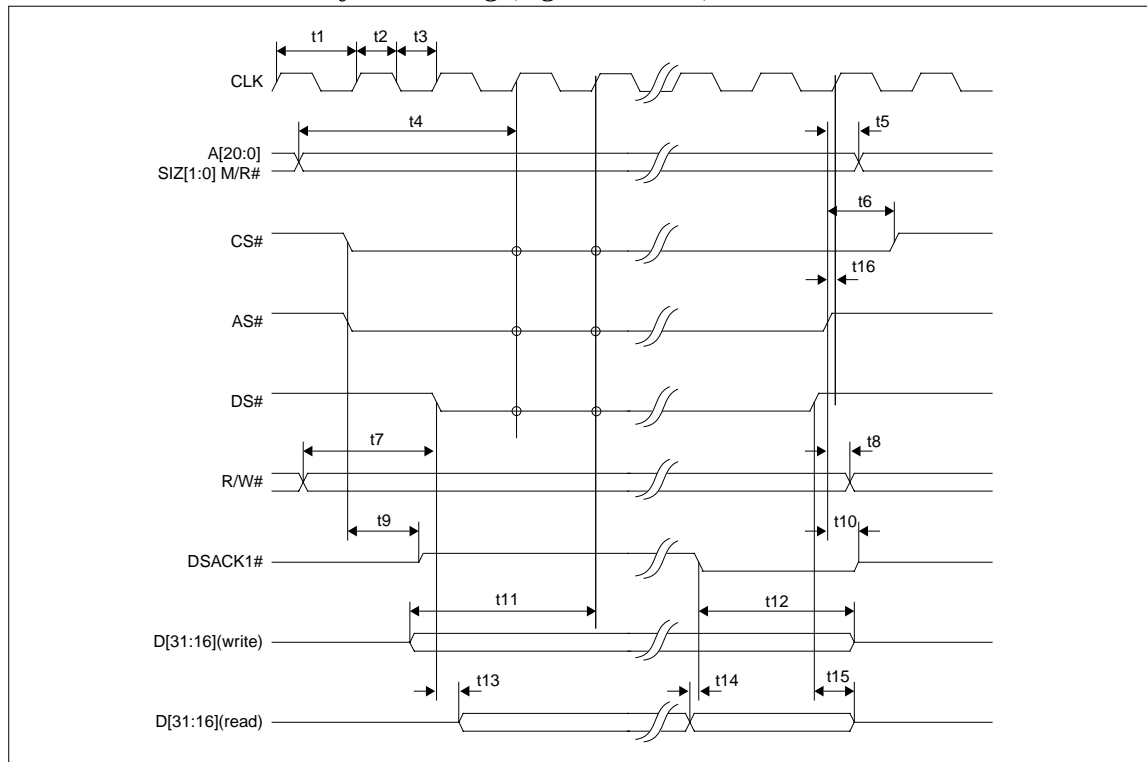 t1 t2 t3
CLK
t4 t5
A[20:0]
SIZ[1:0] M/R#
t6
CS#
t16
AS#
DS#
t7 t8
R/W#
t9 t10
DSACK1#
t11 t12
D[31:16](write)
t13 t14 t15
D[31:16](read)